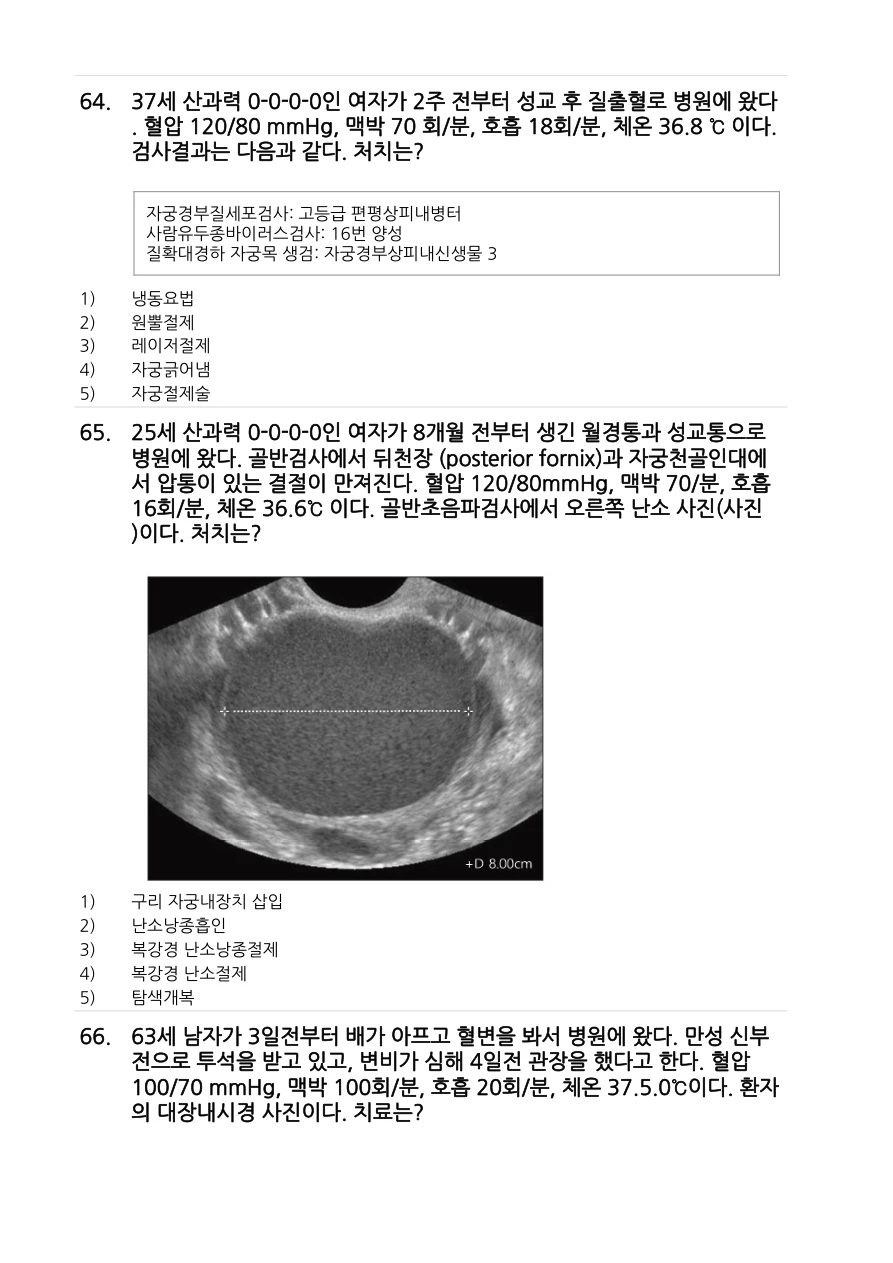 64. 37세 산과력 0-0-0-0인 여자가 2주 전부터 성교 후 질출혈로 병원에 왔다
. 혈압 120/80 mmHg, 맥박 70 회/분, 호흡 18회/분, 체온 36.8 ℃ 이다.
검사결과는 다음과 같다. 처치는?
자궁경부질세포검사: 고등급 편평상피내병터
사람유두종바이러스검사: 16번 양성
질확대경하 자궁목 생검: 자궁경부상피내신생물 3
1) 냉동요법
2) 원뿔절제
3) 레이저절제
4) 자궁긁어냄
5) 자궁절제술
65. 25세 산과력 0-0-0-0인 여자가 8개월 전부터 생긴 월경통과 성교통으로
병원에 왔다. 골반검사에서 뒤천장 (posterior fornix)과 자궁천골인대에
서 압통이 있는 결절이 만져진다. 혈압 120/80mmHg, 맥박 70/분, 호흡
16회/분, 체온 36.6℃ 이다. 골반초음파검사에서 오른쪽 난소 사진(사진
)이다. 처치는?
+D 8.00cm
1) 구리 자궁내장치 삽입
2) 난소낭종흡인
3) 복강경 난소낭종절제
4) 복강경 난소절제
5) 탐색개복
66. 63세 남자가 3일전부터 배가 아프고 혈변을 봐서 병원에 왔다. 만성 신부
전으로 투석을 받고 있고, 변비가 심해 4일전 관장을 했다고 한다. 혈압
100/70 mmHg, 맥박 100회/분, 호흡 20회/분, 체온 37.5.0℃이다. 환자
의 대장내시경 사진이다. 치료는?